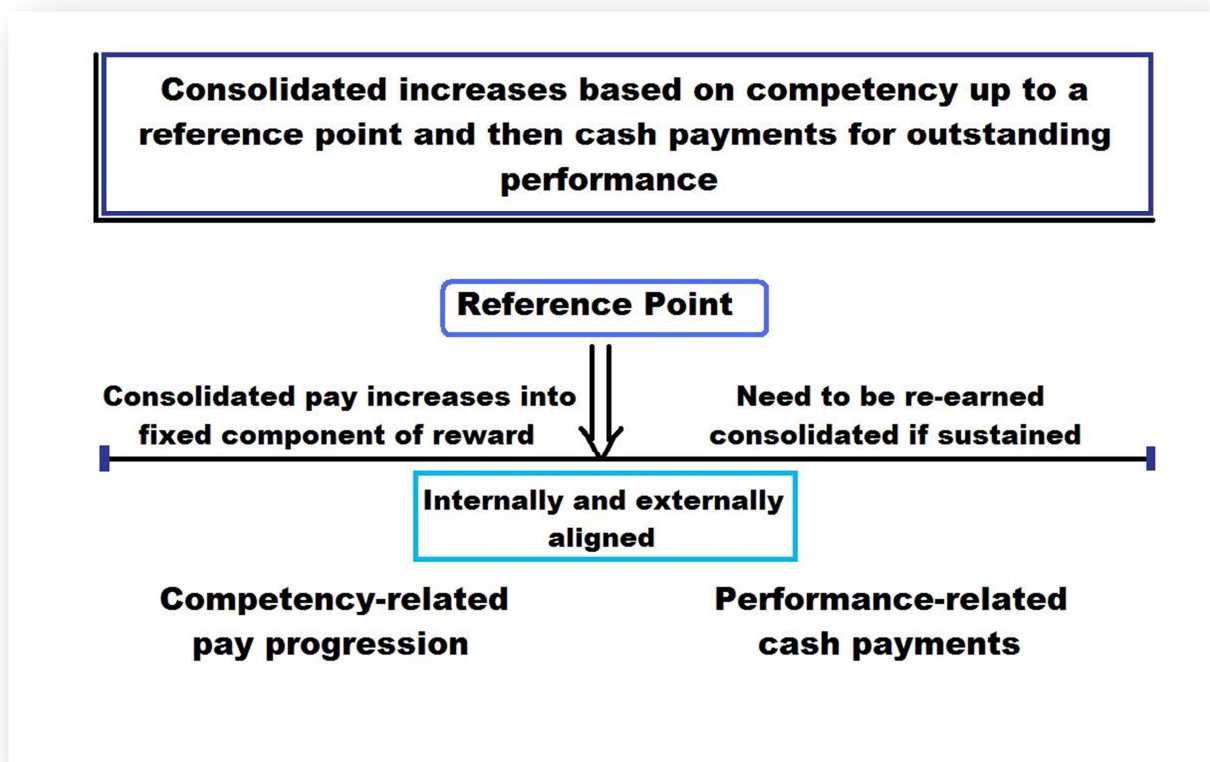 Consolidated increases based on competency up to a
reference point and then cash payments for outstanding
performance
Reference Point
Consolidated pay increases into
fixed component of reward
Need to be re-earned
consolidated if sustained
Internally and externally
aligned
Competency-related
pay progression
Performance-related
cash payments